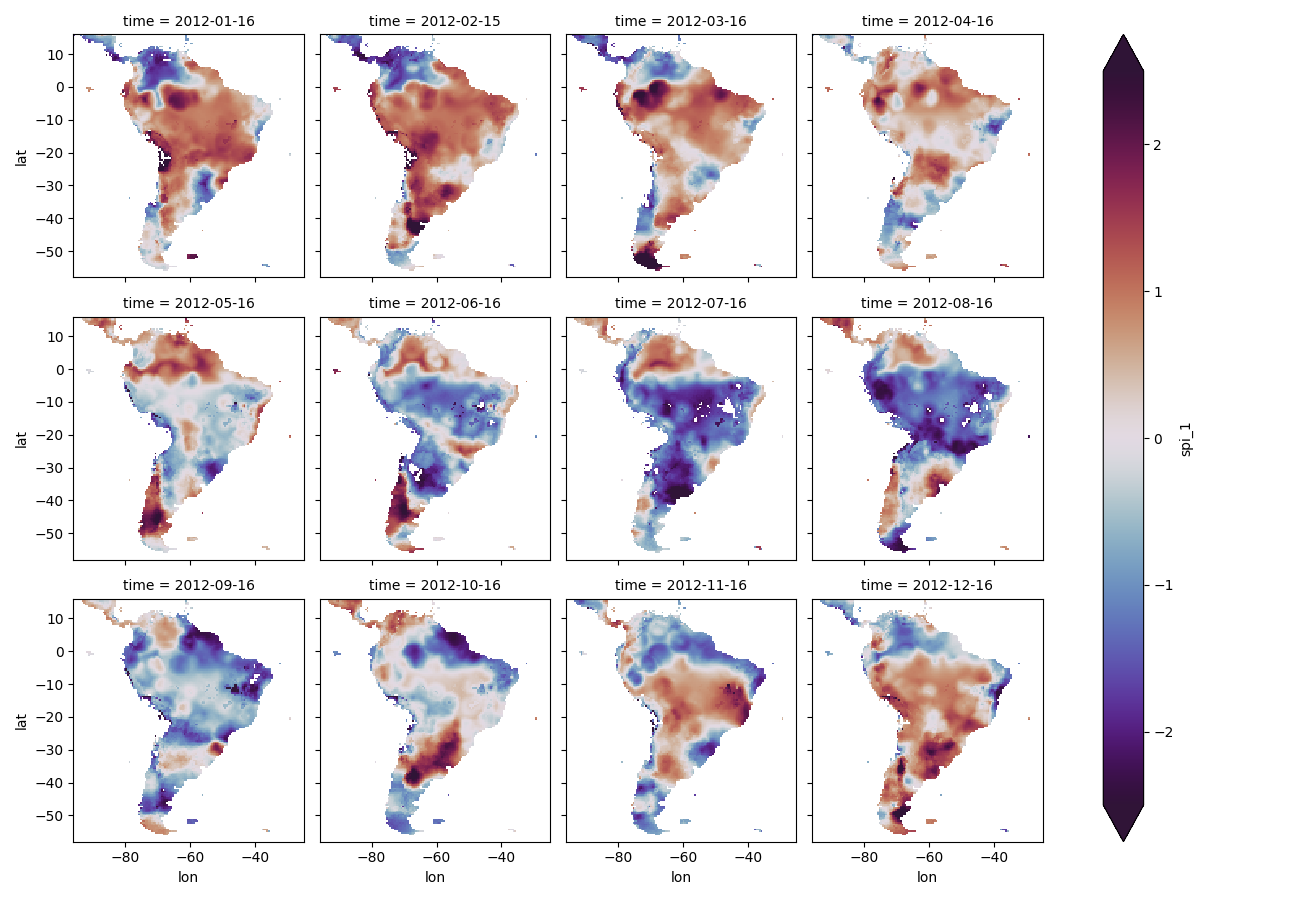 time = 2012-01-16
time = 2012-02-15
time = 2012-03-16
time = 2012-04-16
10
0
−10
−20
−30
−40
−50
lat
time = 2012-05-16
time = 2012-06-16
time = 2012-07-16
time = 2012-08-16
10
0
−10
−20
−30
−40
−50
lat
time = 2012-09-16
time = 2012-10-16
time = 2012-11-16
time = 2012-12-16
10
0
−10
−20
−30
−40
−50
lat
−80 −60 −40
lon
−80 −60 −40
lon
−80 −60 −40
lon
−80 −60 −40
lon
2
1
0
−1
−2
spi_1